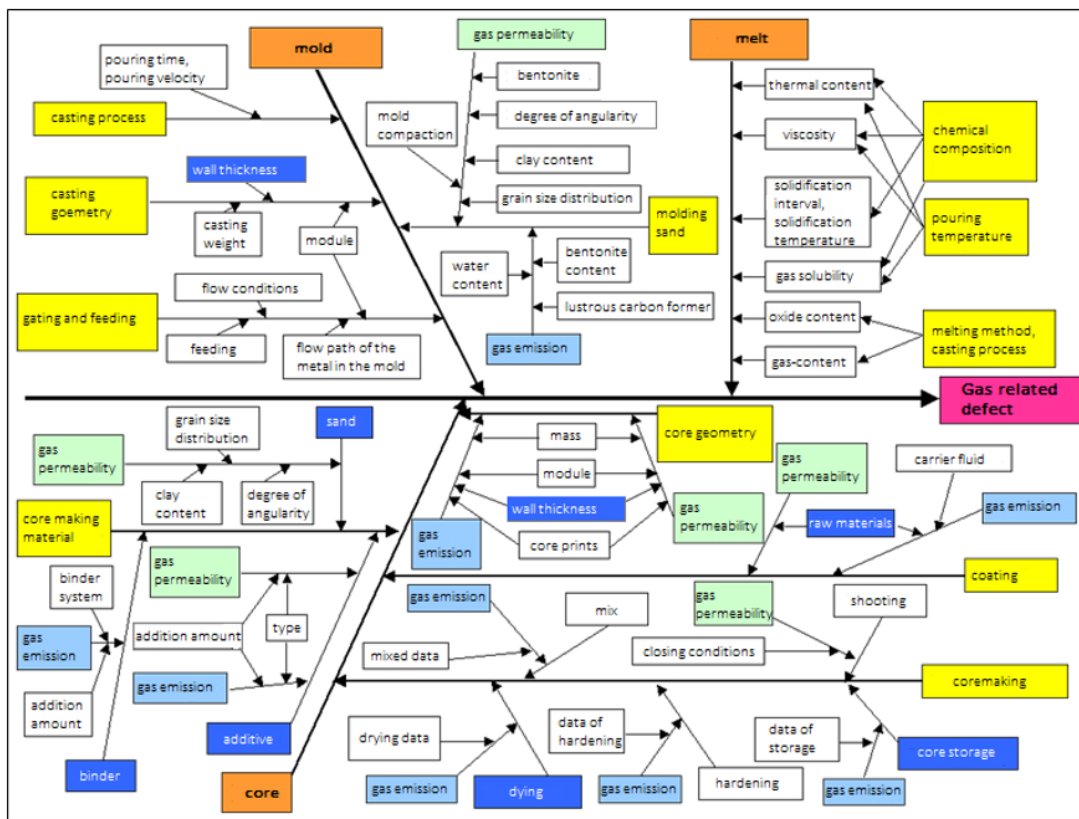 mold
gas permeability
melt
pouring time,
pouring velocity
bentonite
thermal content
casting process
mold
compaction
degree of angularity
viscosity
chemical
composition
wall thickness
clay content
casting
goemetry
grain size distribution
solidification
interval,
solidification
temperature
molding
sand
pouring
temperature
casting
weight
module
water
content
bentonite
content
gas solubility
flow conditions
lustrous carbon former
oxide content
gating and feeding
feeding
flow path of the
metal in the mold
gas emission
gas-content
melting method,
casting process
Gas related
defect
grain size
distribution
sand
gas
permeability
mass
core geometry
gas
permeability
carrier fluid
clay
content
degree of
angularity
module
core making
material
wall thickness
gas
permeability
raw materials
gas emission
gas
emission
core prints
gas
permeability
binder
system
gas emission
mix
gas
permeability
shooting
coating
gas
emission
addition amount
type
mixed data
closing conditions
gas emission
coremaking
addition
amount
additive
drying data
data of
hardening
data of
storage
core storage
binder
core
gas emission
dying
gas
emission
hardening
gas emission